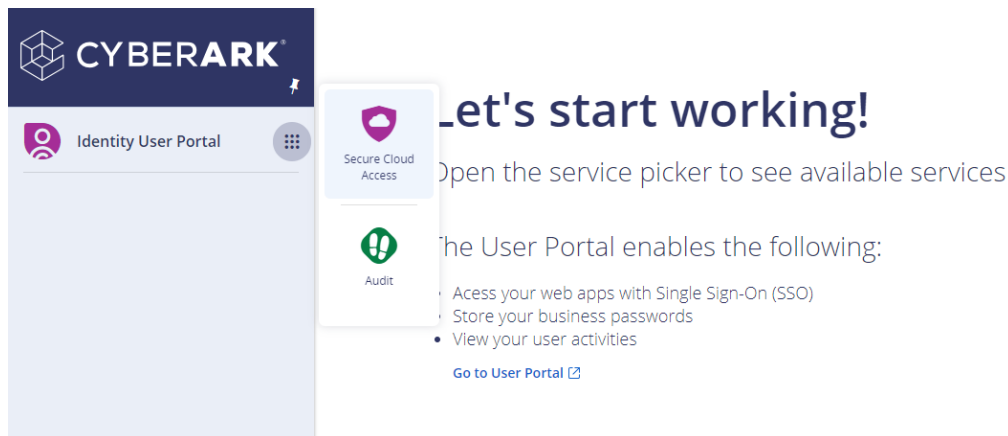 CYBERARK®
Identity User Portal
Secure Cloud
Access
Audit
Let's start working!
Open the service picker to see available services
The User Portal enables the following:
Acess your web apps with Single Sign-On (SSO)
Store your business passwords
View your user activities
Go to User Portal